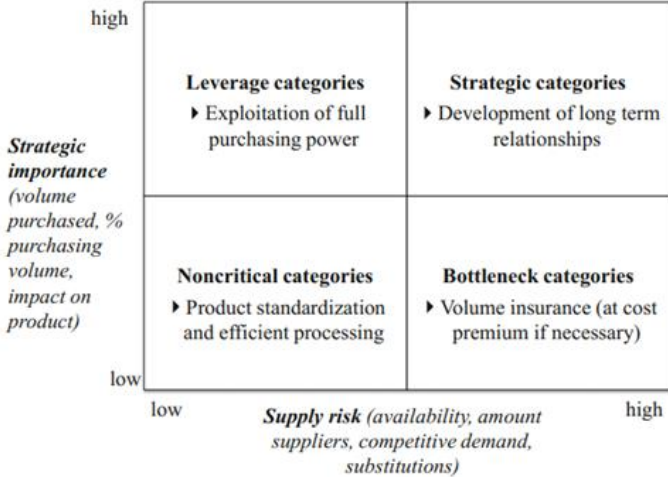 high
Leverage categories
Exploitation of full
purchasing power
Strategic categories
Development of long term
relationships
Strategic
importance
(volume
purchased, %
purchasing
volume,
impact on
product)
Noncritical categories
Product standardization
and efficient processing
Bottleneck categories
Volume insurance (at cost
premium if necessary)
low
low
Supply risk (availability, amount
suppliers, competitive demand,
substitutions)
high